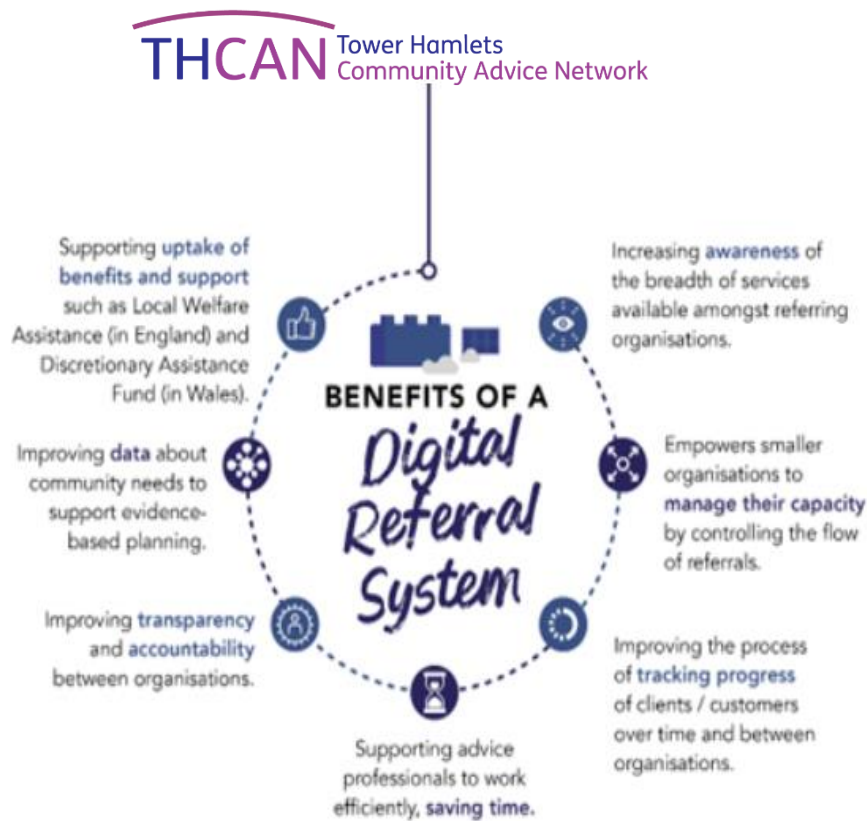 THCAN Tower Hamlets
Community Advice Network
Supporting uptake of
benefits and support
such as Local Welfare
Assistance (in England) and
Discretionary Assistance
Fund (in Wales).
Increasing awareness of
the breadth of services
available amongst referring
organisations.
BENEFITS OF A
Digital
Referral
System
Improving data about
community needs to
support evidence-
based planning.
Empowers smaller
organisations to
manage their capacity
by controlling the flow
of referrals.
Improving transparency
and accountability
between organisations.
Improving the process
of tracking progress
of clients / customers
over time and between
organisations.
Supporting advice
professionals to work
efficiently, saving time.